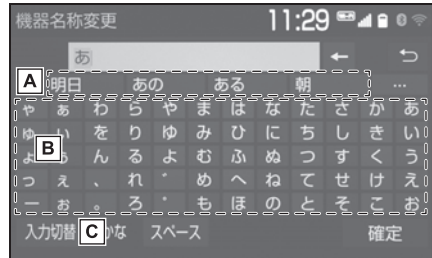 機器名称変更 11:29
あ ← ⮌
A 明日 あの ある 朝 …
ゃ ぁ わ ら や ま は な た さ か あ
ゅ ぃ を り ゆ み ひ に ち し き い
B ん る よ む ふ ぬ つ す く う
っ ぇ 、 れ ゛ め へ ね て せ け え
ー ぉ 。 ろ ゜ も ほ の と そ こ お
入力切替 C かな スペース 確定